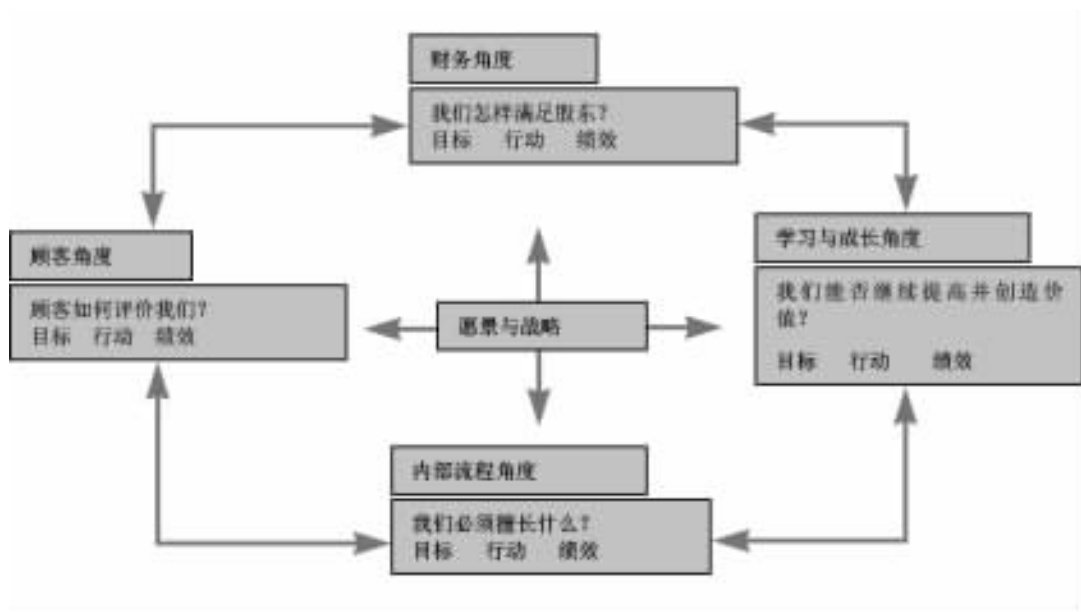 财务角度
我们怎样满足股东?
目标 行动 绩效
顾客角度
顾客如何评价我们?
目标 行动 绩效
学习与成长角度
我们能否继续提高并创造价
值?
目标 行动 绩效
愿景与战略
内部流程角度
我们必须擅长什么?
目标 行动 绩效